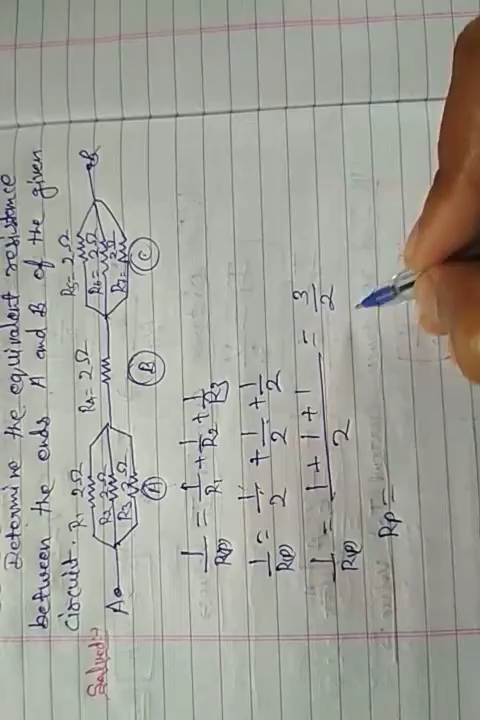 Determine the equivalent resistance
between the ends A and B of the given
circuit.
R1 = 2Ω R4 = 2Ω R5 = 2Ω
R2 = 2Ω R6 = 2Ω
R3 = 2Ω R7 = 2Ω
A B
(A) (B) (C)
Solved:→
1/Rp = 1/R1 + 1/R2 + 1/R3
1/Rp = 1/2 + 1/2 + 1/2
1/Rp = 1+1+1/2 = 3/2
Rp =